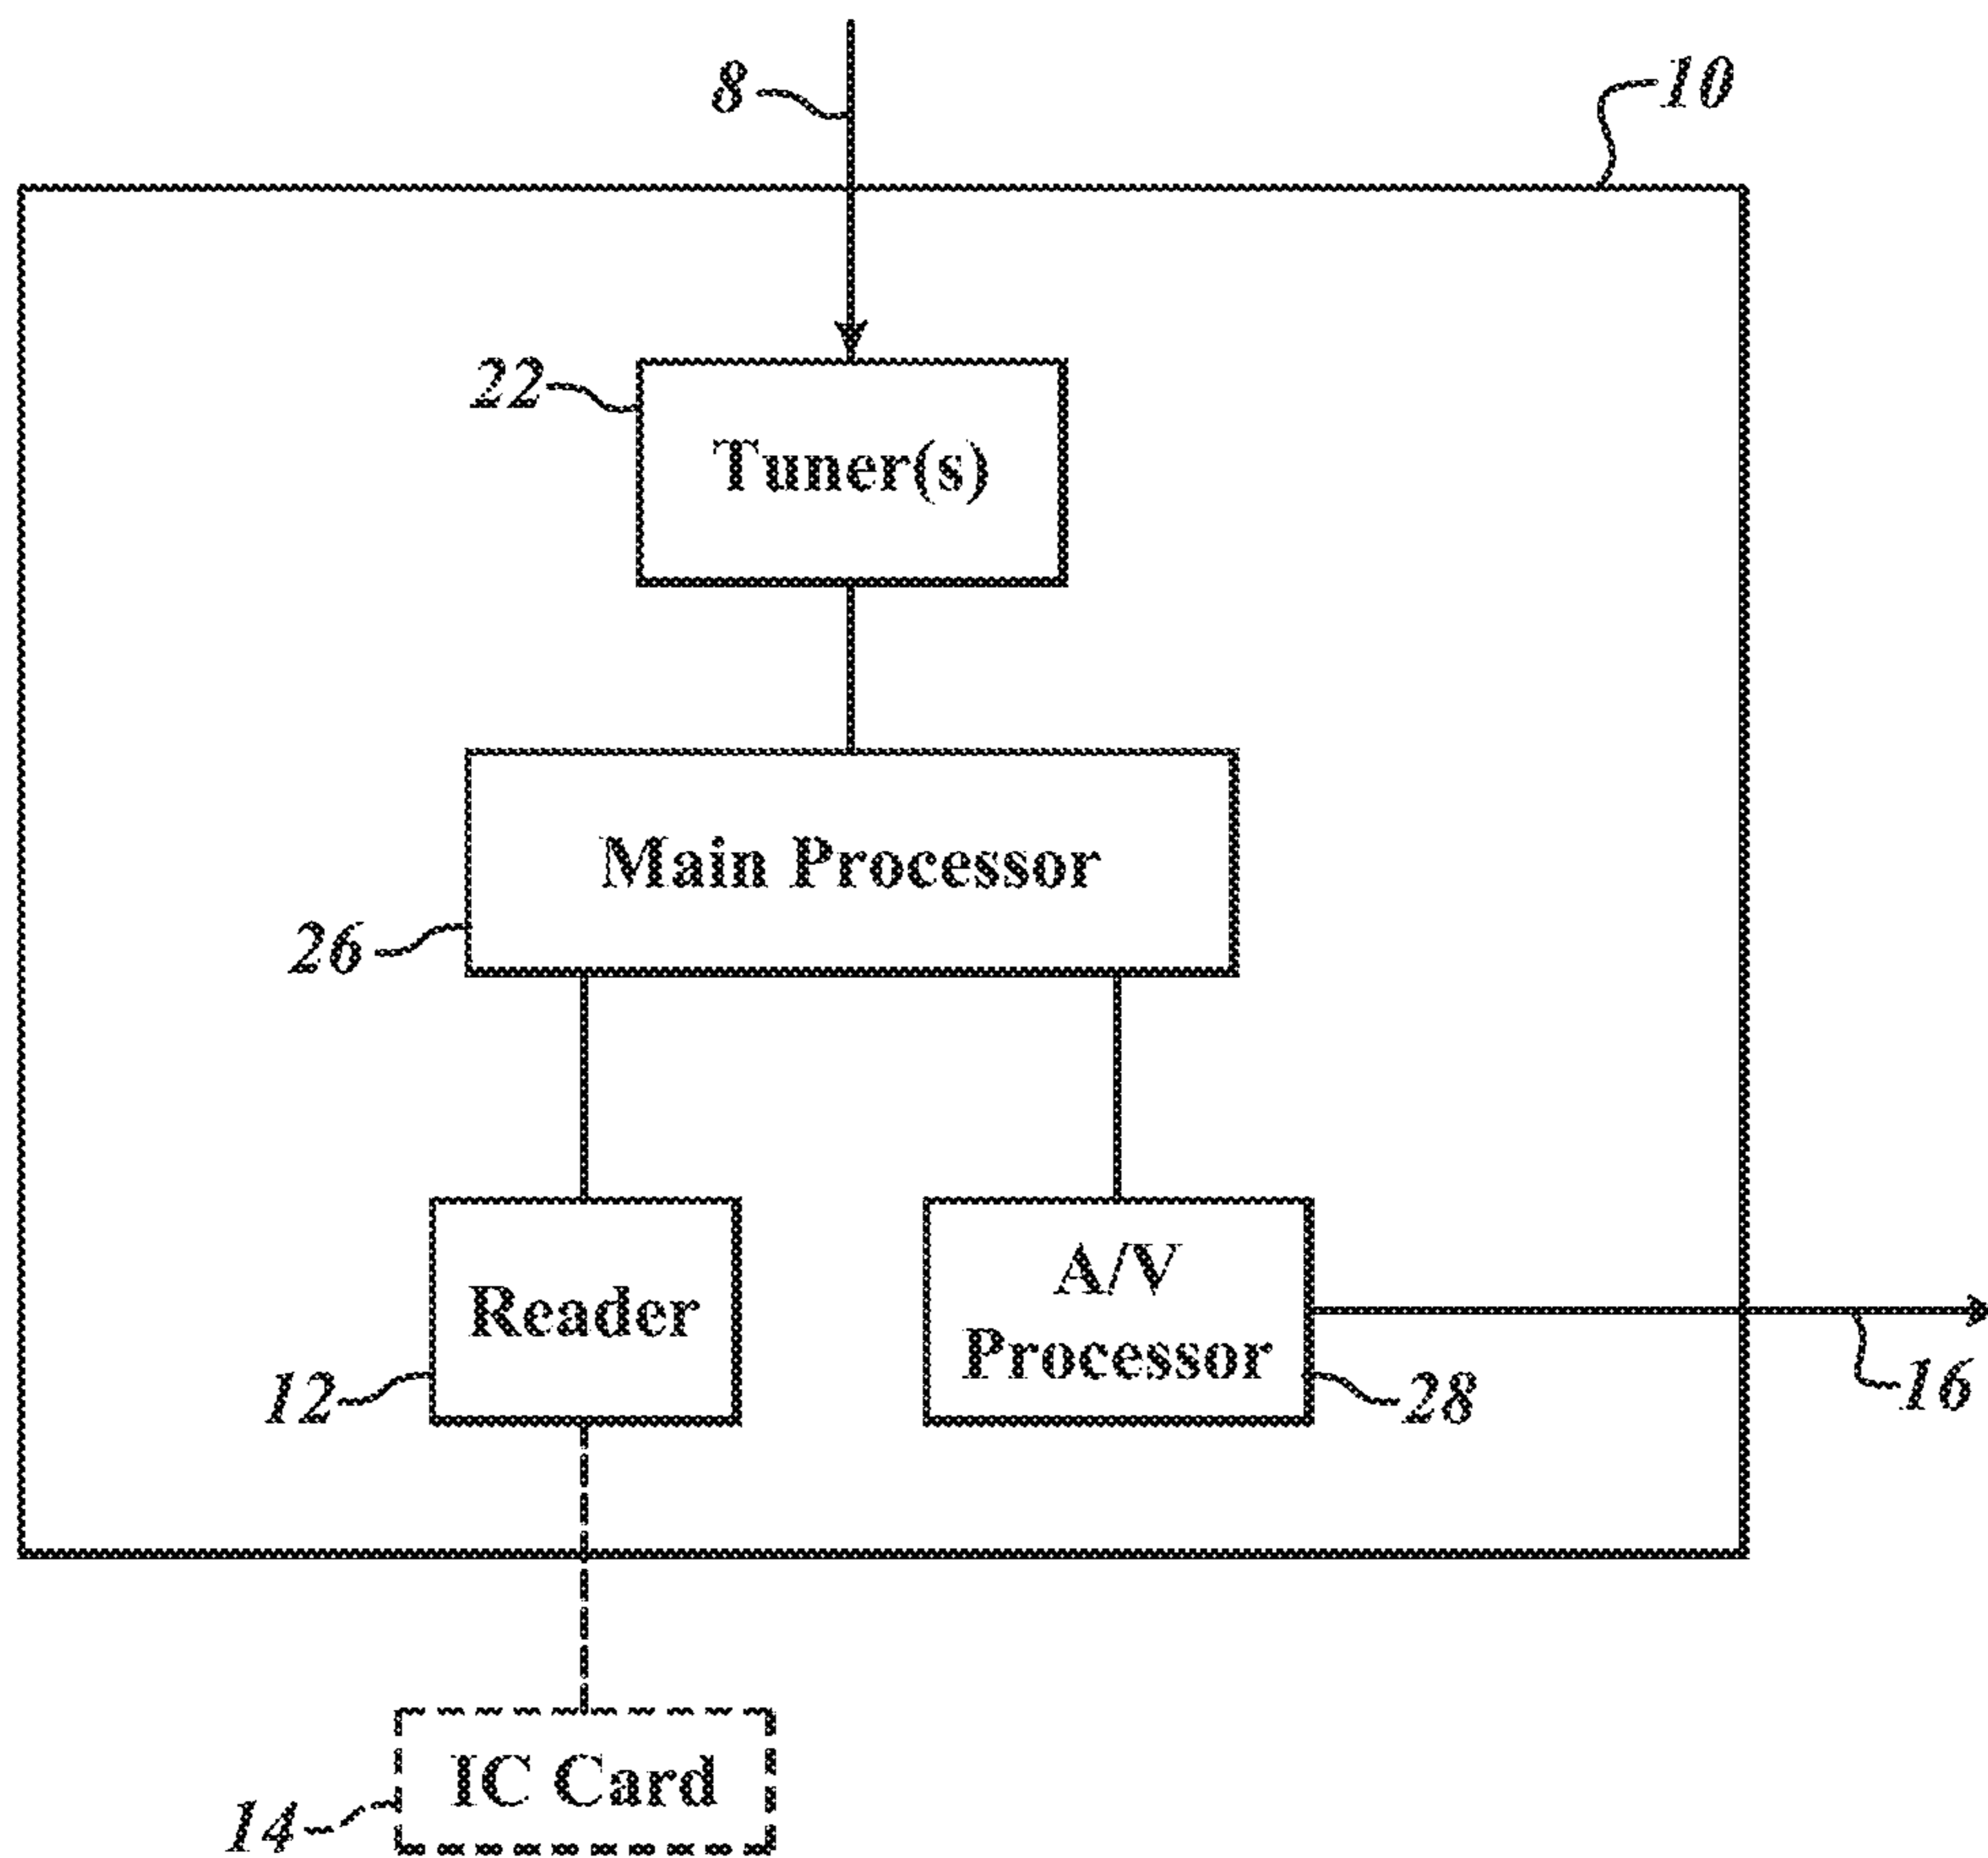 8
10
22
Tuner(s)
Main Processor
26
Reader
A/V
Processor
12
28
16
IC Card
14